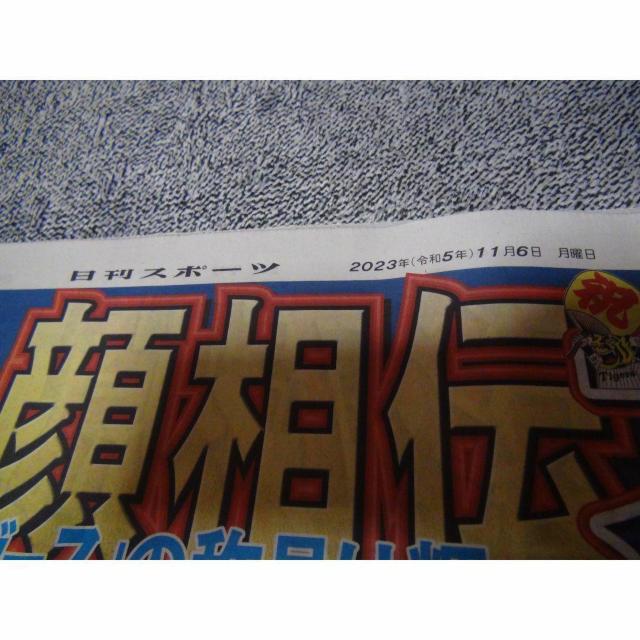 日刊スポーツ 2023年(令和5年)11月6日 月曜日
顔相伝
祝
Tigers